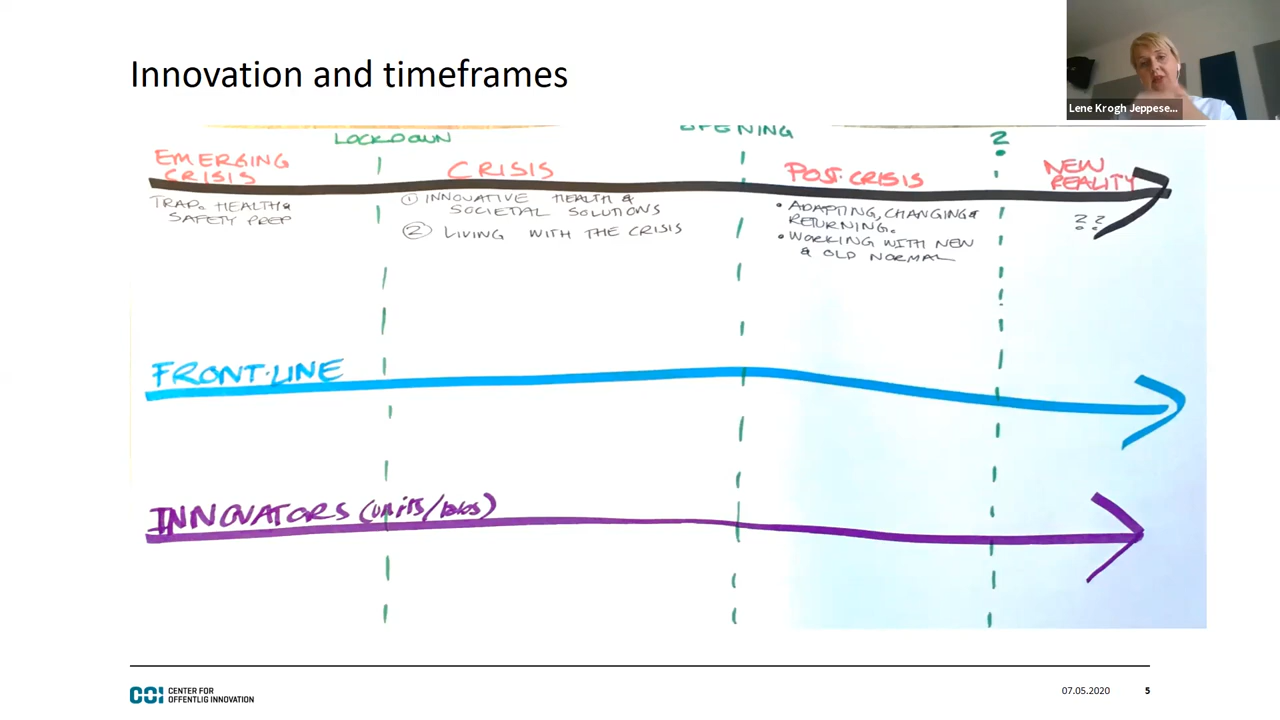 Innovation and timeframes
Lene Krogh Jeppese...
LOCKDOWN
OPENING
?
EMERGING
CRISIS
CRISIS
POST-CRISIS
NEW
REALITY
TRAD. HEALTH &
SAFETY PREP
① INNOVATIVE HEALTH &
SOCIETAL SOLUTIONS
② LIVING WITH THE CRISIS
• ADAPTING, CHANGING &
RETURNING.
• WORKING WITH NEW
& OLD NORMAL
??
FRONT-LINE
INNOVATORS (units/labs)
COI CENTER FOR
OFFENTLIG INNOVATION
07.05.2020
5